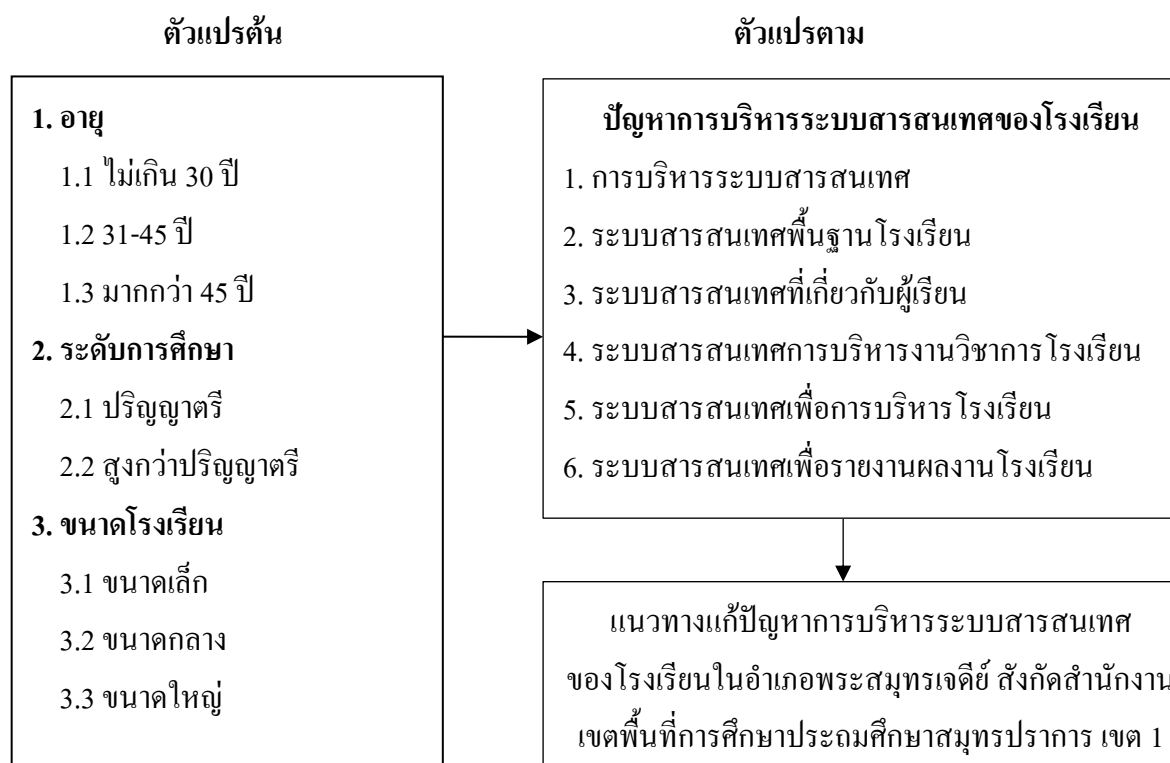 ตัวแปรต้น
1. อายุ
1.1 ไม่เกิน 30 ปี
1.2 31-45 ปี
1.3 มากกว่า 45 ปี
2. ระดับการศึกษา
2.1 ปริญญาตรี
2.2 สูงกว่าปริญญาตรี
3. ขนาดโรงเรียน
3.1 ขนาดเล็ก
3.2 ขนาดกลาง
3.3 ขนาดใหญ่
ตัวแปรตาม
ปัญหาการบริหารระบบสารสนเทศของโรงเรียน
1. การบริหารระบบสารสนเทศ
2. ระบบสารสนเทศพื้นฐานโรงเรียน
3. ระบบสารสนเทศที่เกี่ยวกับผู้เรียน
4. ระบบสารสนเทศการบริหารงานวิชาการโรงเรียน
5. ระบบสารสนเทศเพื่อการบริหารโรงเรียน
6. ระบบสารสนเทศเพื่อรายงานผลงานโรงเรียน
แนวทางแก้ปัญหาการบริหารระบบสารสนเทศ
ของโรงเรียนในอำเภอพระสมุทรเจดีย์ สังกัดสำนักงาน
เขตพื้นที่การศึกษาประถมศึกษาสมุทรปราการ เขต 1